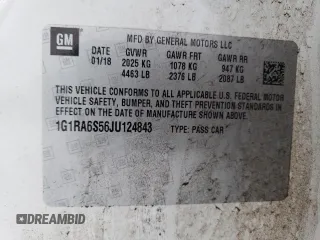 GM
MFD BY GENERAL MOTORS LLC
01/18 GVWR GAWR FRT GAWR RR
2025 KG 1078 KG 947 KG
4463 LB 2376 LB 2087 LB
THIS VEHICLE CONFORMS TO ALL APPLICABLE U.S. FEDERAL MOTOR
VEHICLE SAFETY, BUMPER, AND THEFT PREVENTION STANDARDS IN
EFFECT ON THE DATE OF MANUFACTURE SHOWN ABOVE.
1G1RA6S56JU124843 TYPE: PASS CAR
DREAMBID
DREAMBID.com